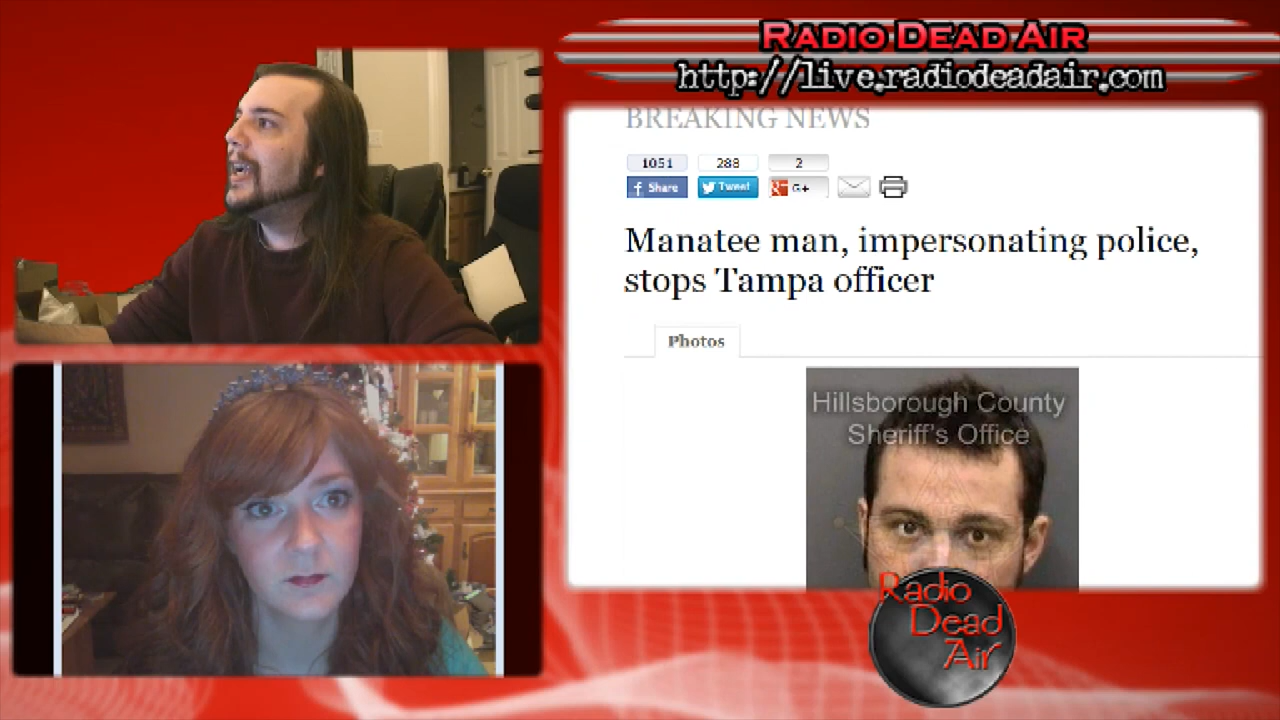 Radio Dead Air
http://live.radiodeadair.com
BREAKING NEWS
1051
288
2
Share
Tweet
G+
Manatee man, impersonating police,
stops Tampa officer
Photos
Hillsborough County
Sheriff's Office
Radio
Dead
Air